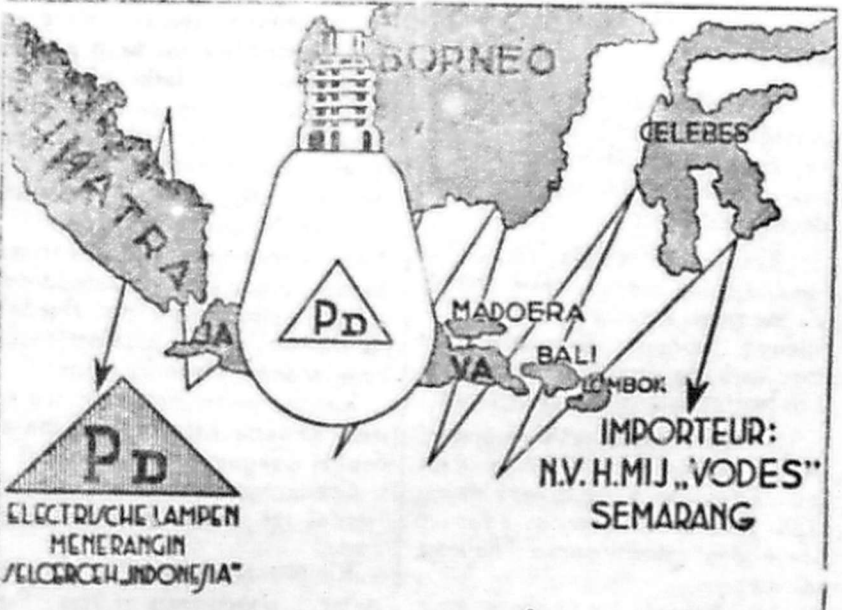 BORNEO
CELEBES
SUMATRA
PD
MADOERA
JA
VA
BALI
LOMBOK
PD
ELECTRISCHE LAMPEN
MENERANGIN
SELOEROEH „INDONESIA"
IMPORTEUR:
N.V. H. MIJ „VODES"
SEMARANG